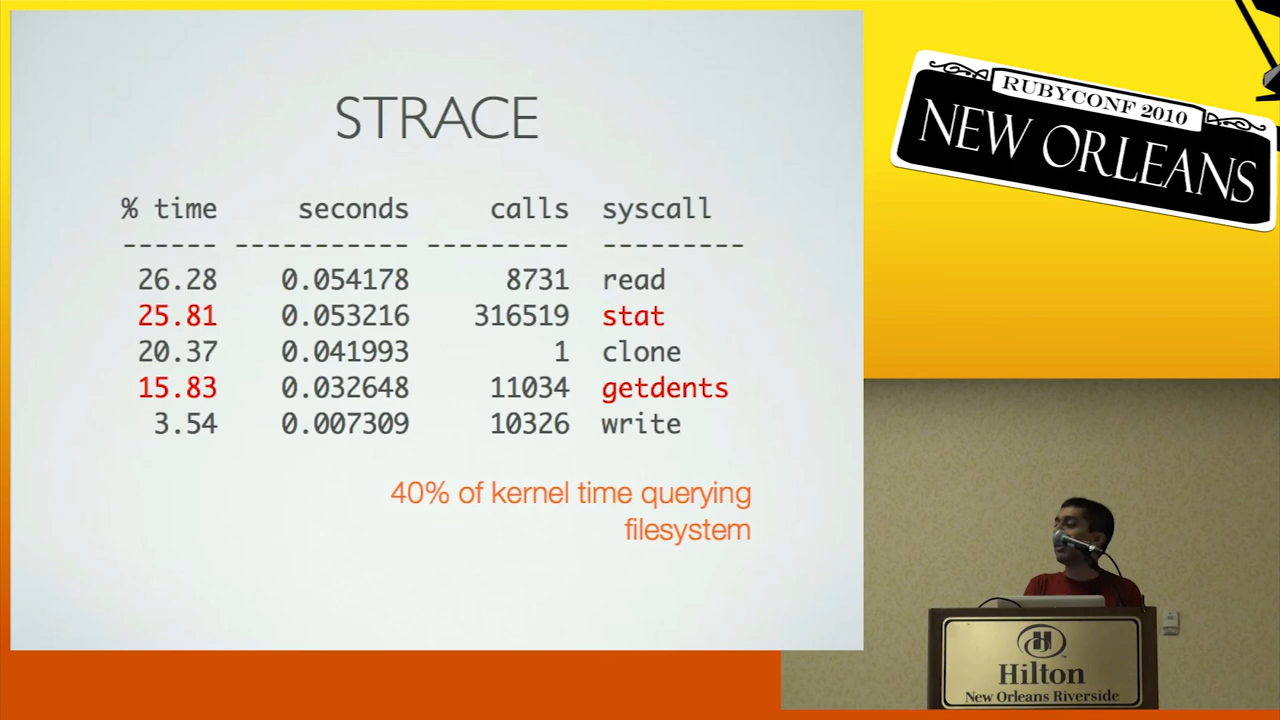 STRACE
% time seconds calls syscall
------ ----------- --------- ---------
26.28 0.054178 8731 read
25.81 0.053216 316519 stat
20.37 0.041993 1 clone
15.83 0.032648 11034 getdents
3.54 0.007309 10326 write
40% of kernel time querying
filesystem
RUBYCONF 2010
NEW ORLEANS
H
Hilton
New Orleans Riverside